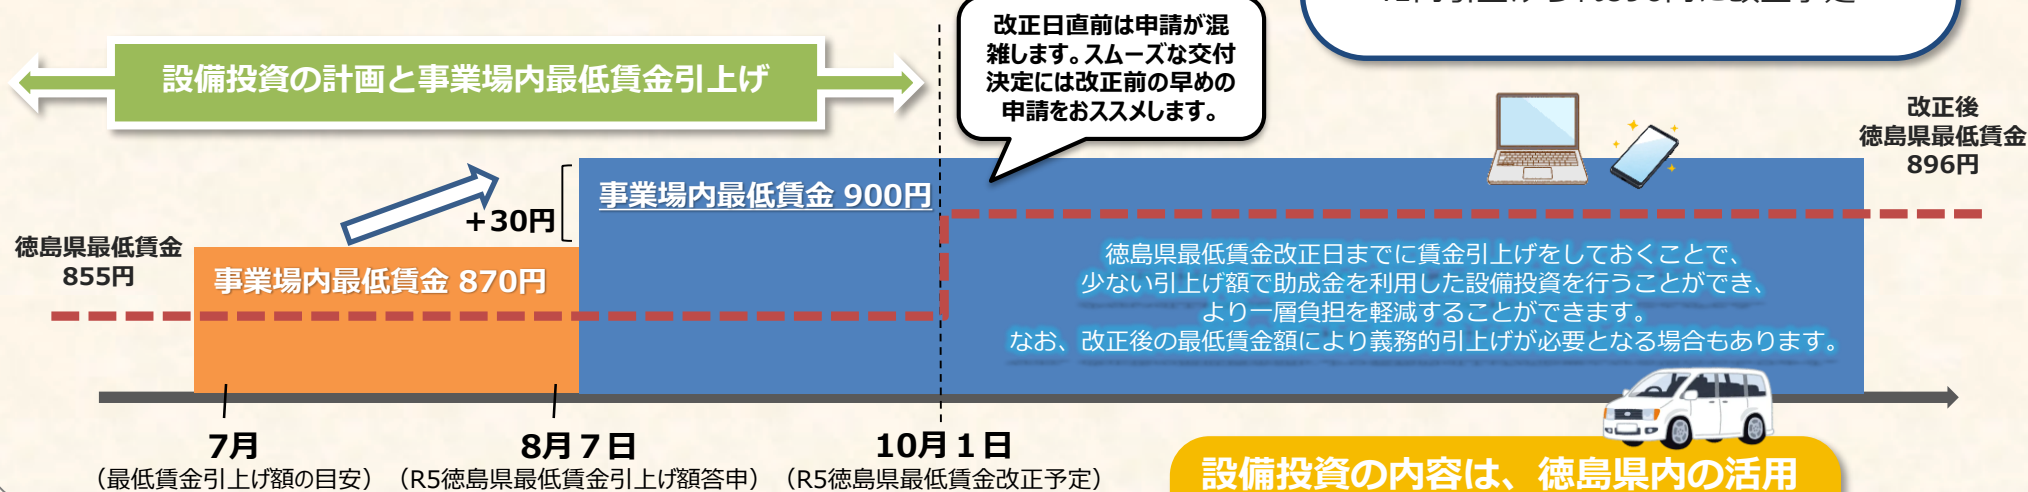 改正日直前は申請が混
雑します。スムーズな交付
決定には改正前の早めの
申請をおススメします。
設備投資の計画と事業場内最低賃金引上げ
改正後
徳島県最低賃金
896円
事業場内最低賃金 900円
+30円
徳島県最低賃金
855円
事業場内最低賃金 870円
徳島県最低賃金改正日までに賃金引上げをしておくことで、
少ない引上げ額で助成金を利用した設備投資を行うことができ、
より一層負担を軽減することができます。
なお、改正後の最低賃金額により義務的引上げが必要となる場合もあります。
7月
(最低賃金引上げ額の目安)
8月7日
(R5徳島県最低賃金引上げ額答申)
10月1日
(R5徳島県最低賃金改正予定)
設備投資の内容は、徳島県内の活用